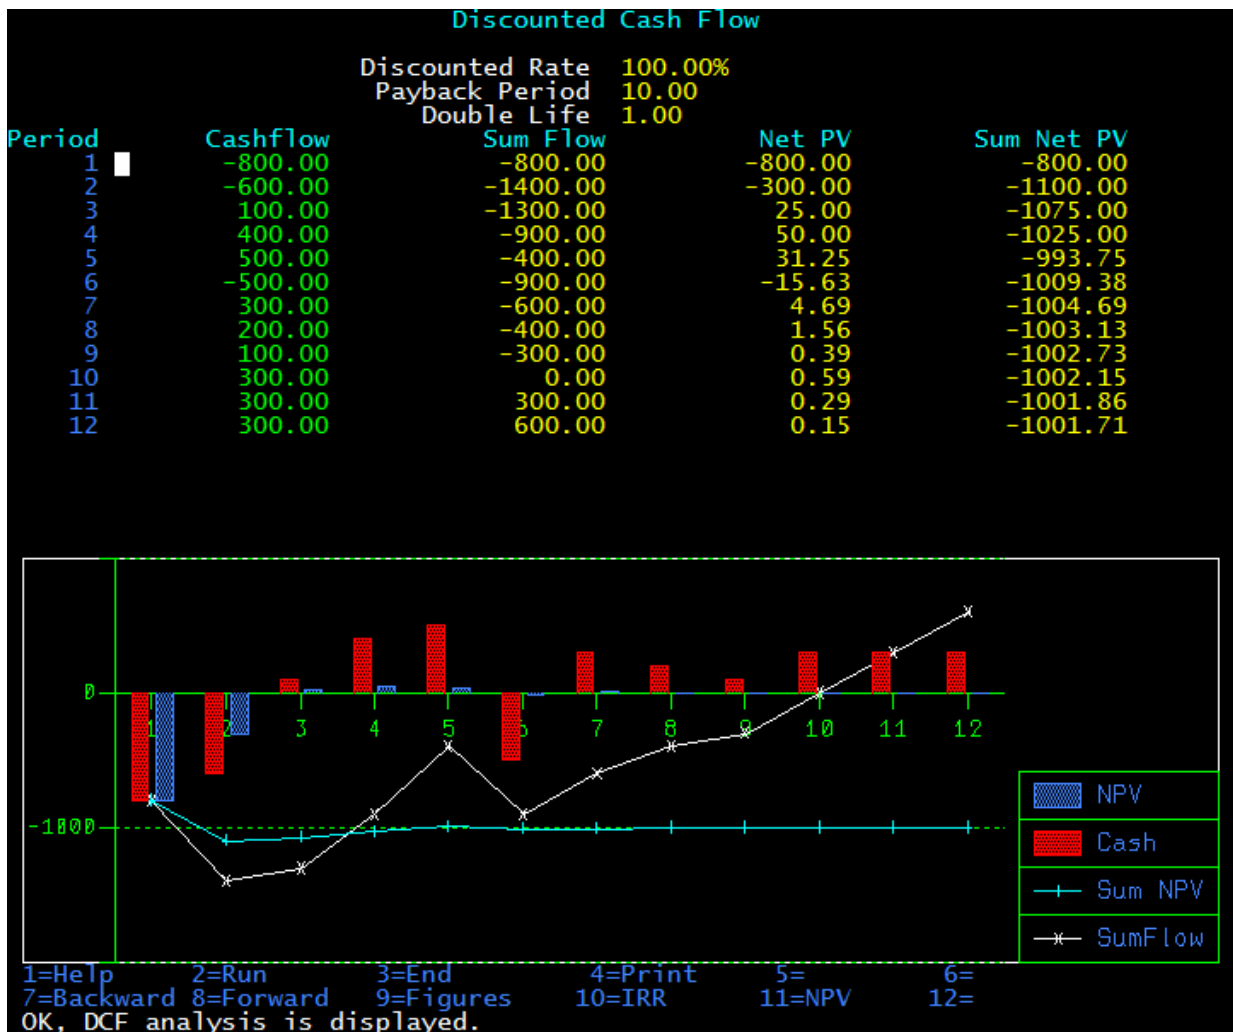 Discounted Cash Flow
Discounted Rate 100.00%
Payback Period 10.00
Double Life 1.00
Period Cashflow Sum Flow Net PV Sum Net PV
1 -800.00 -800.00 -800.00 -800.00
2 -600.00 -1400.00 -300.00 -1100.00
3 100.00 -1300.00 25.00 -1075.00
4 400.00 -900.00 50.00 -1025.00
5 500.00 -400.00 31.25 -993.75
6 -500.00 -900.00 -15.63 -1009.38
7 300.00 -600.00 4.69 -1004.69
8 200.00 -400.00 1.56 -1003.13
9 100.00 -300.00 0.39 -1002.73
10 300.00 0.00 0.59 -1002.15
11 300.00 300.00 0.29 -1001.86
12 300.00 600.00 0.15 -1001.71
0
1 2 3 4 5 6 7 8 9 10 11 12
NPV
Cash
Sum NPV
SumFlow
1=Help 2=Run 3=End 4=Print 5= 6=
7=Backward 8=Forward 9=Figures 10=IRR 11=NPV 12=
OK, DCF analysis is displayed.